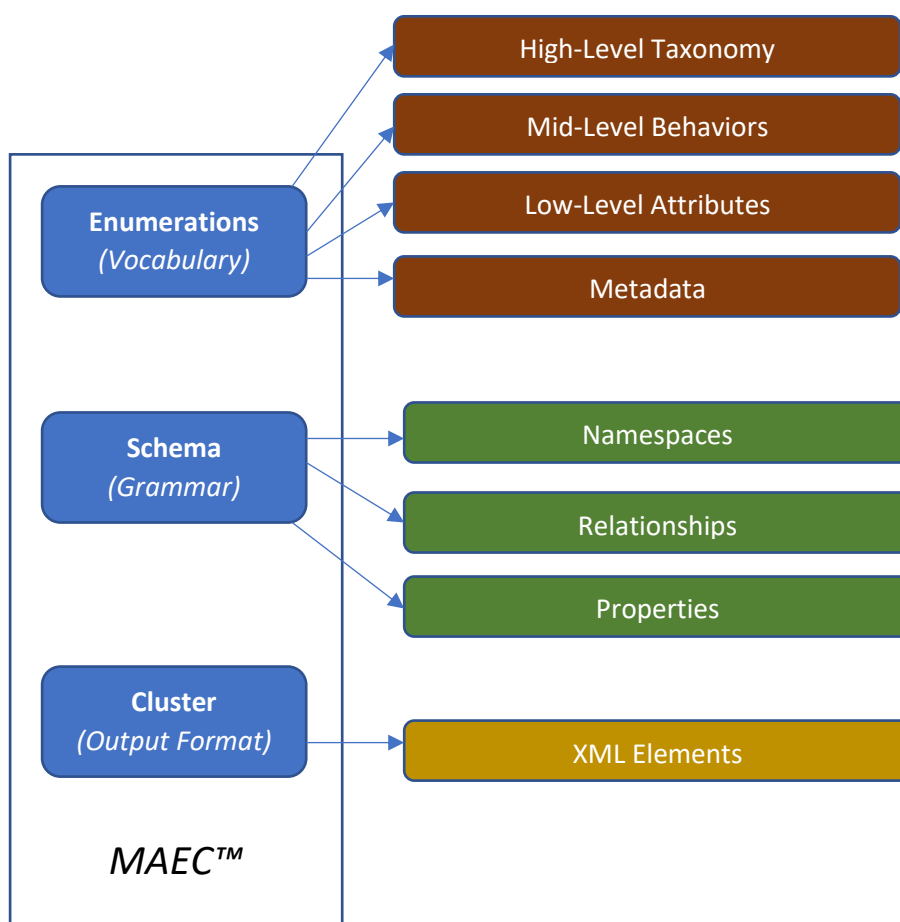 High-Level Taxonomy
Mid-Level Behaviors
Enumerations
(Vocabulary)
Low-Level Attributes
Metadata
Schema
(Grammar)
Namespaces
Relationships
Properties
Cluster
(Output Format)
XML Elements
MAEC™